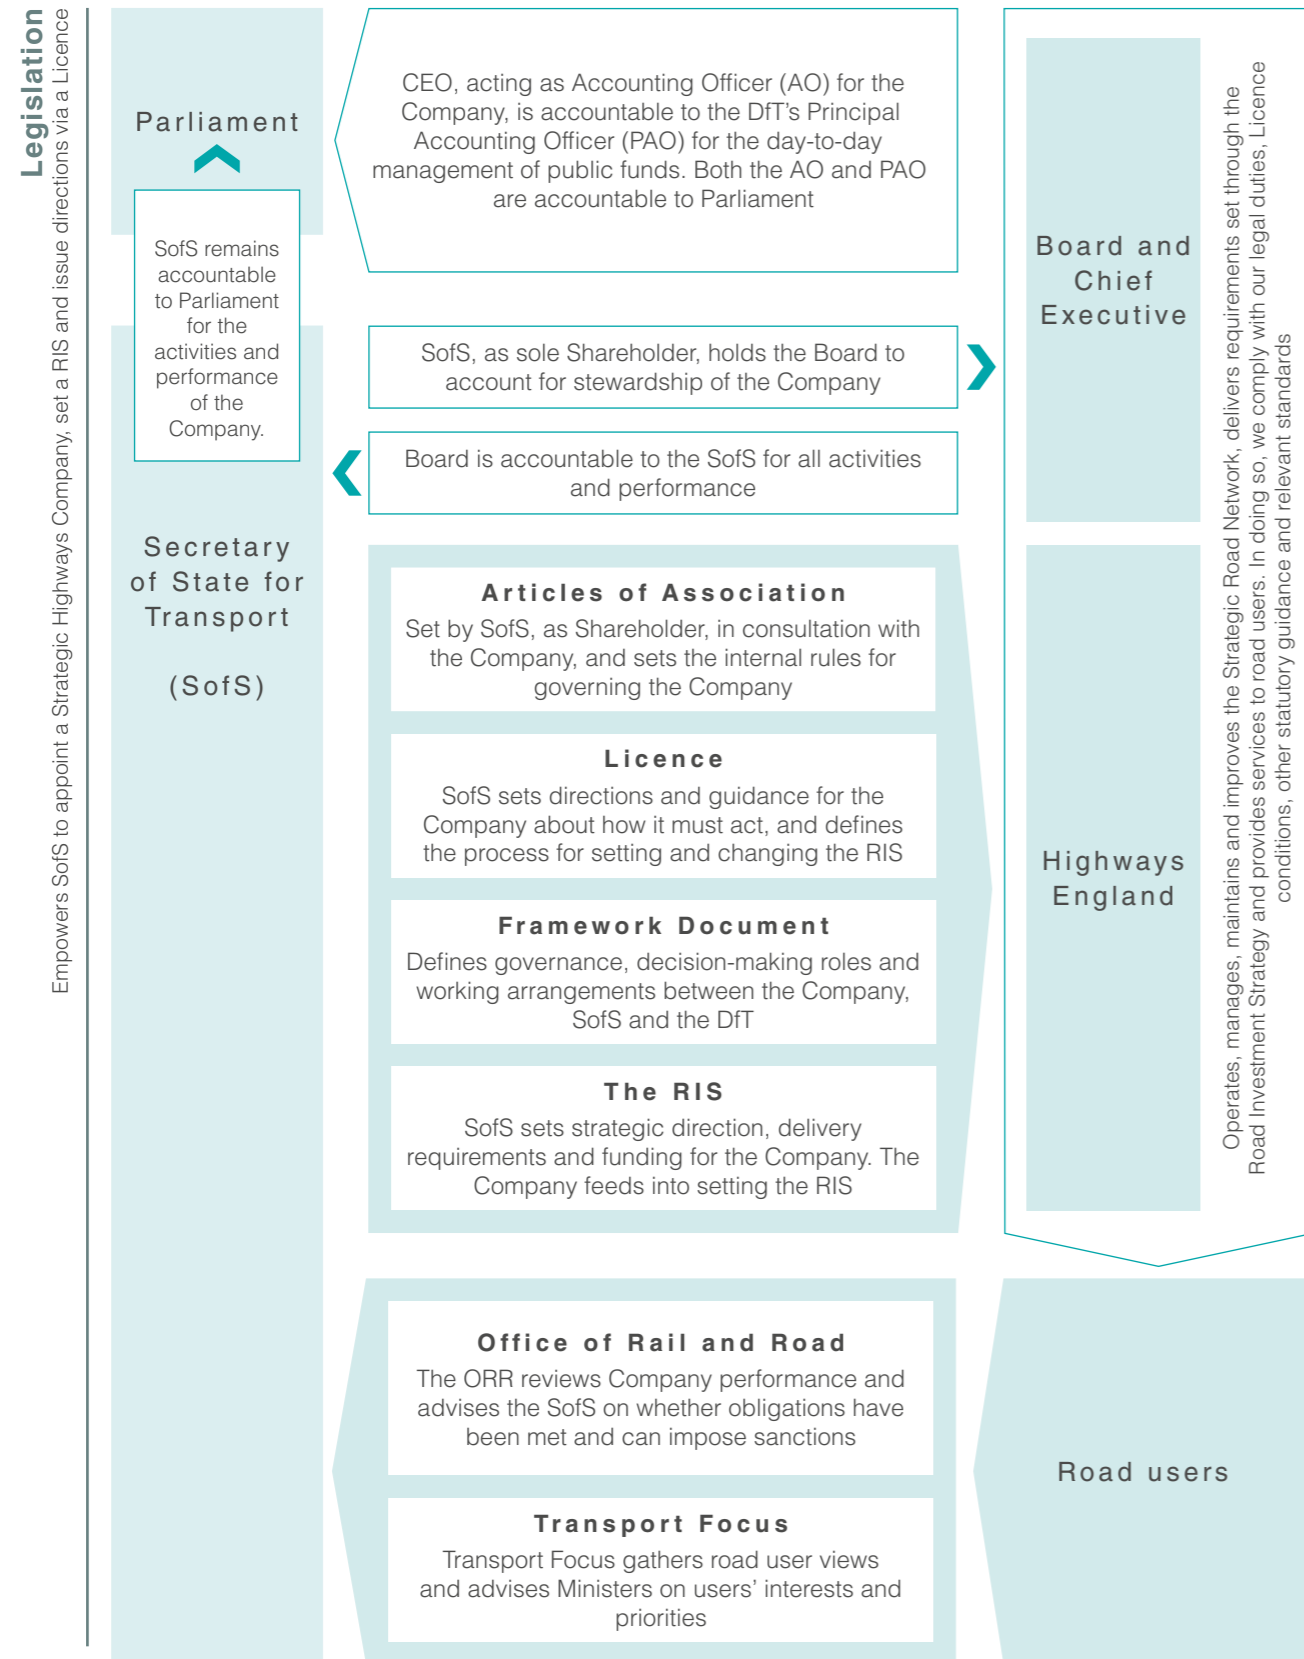 Legislation
Empowers SofS to appoint a Strategic Highways Company, set a RIS and issue directions via a Licence
Parliament
SofS remains
accountable
to Parliament
for the
activities and
performance
of the
Company.
Secretary
of State for
Transport
(SofS)
CEO, acting as Accounting Officer (AO) for the
Company, is accountable to the DfT’s Principal
Accounting Officer (PAO) for the day-to-day
management of public funds. Both the AO and PAO
are accountable to Parliament
SofS, as sole Shareholder, holds the Board to
account for stewardship of the Company
Board is accountable to the SofS for all activities
and performance
Articles of Association
Set by SofS, as Shareholder, in consultation with
the Company, and sets the internal rules for
governing the Company
Licence
SofS sets directions and guidance for the
Company about how it must act, and defines
the process for setting and changing the RIS
Framework Document
Defines governance, decision-making roles and
working arrangements between the Company,
SofS and the DfT
The RIS
SofS sets strategic direction, delivery
requirements and funding for the Company. The
Company feeds into setting the RIS
Office of Rail and Road
The ORR reviews Company performance and
advises the SofS on whether obligations have
been met and can impose sanctions
Transport Focus
Transport Focus gathers road user views
and advises Ministers on users’ interests and
priorities
Board and
Chief
Executive
Highways
England
Operates, manages, maintains and improves the Strategic Road Network, delivers requirements set through the
Road Investment Strategy and provides services to road users. In doing so, we comply with our legal duties, Licence
conditions, other statutory guidance and relevant standards
Road users